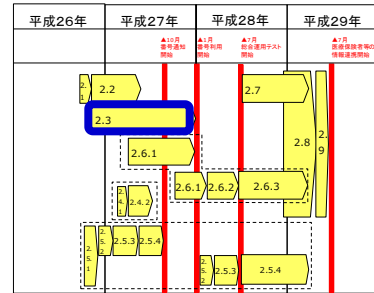 平成26年 平成27年 平成28年 平成29年
▲10月
番号通知
開始
▲1月
番号利用
開始
▲7月
総合運用テスト
開始
▲7月
医療保険者等の
情報連携開始
2.1
2.2
2.7
2.3
2.8
2.9
2.6.1
2.6.1
2.6.2
2.6.3
2.4.1
2.4.2
2.5.1
2.5.2
2.5.3
2.5.4
2.5.2
2.5.3
2.5.4